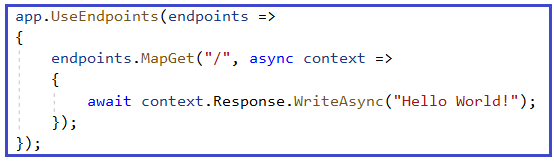 app.UseEndpoints(endpoints =>
{
    endpoints.MapGet("/", async context =>
    {
        await context.Response.WriteAsync("Hello World!");
    });
});